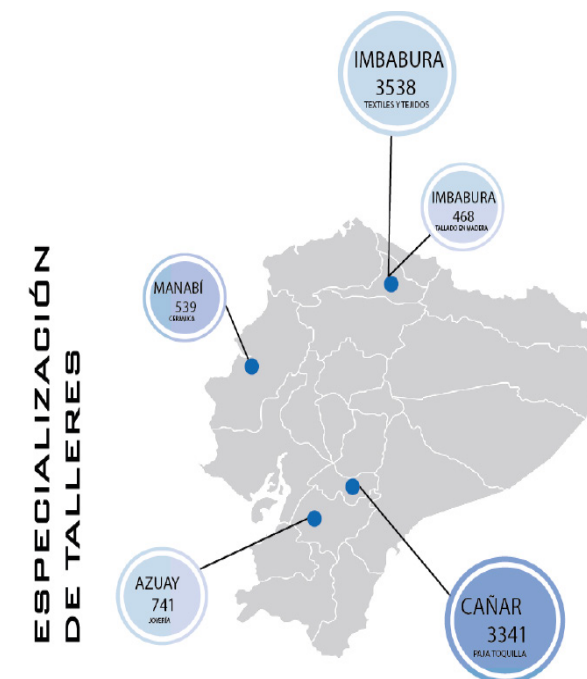 ESPECIALIZACIÓN
DE TALLERES
IMBABURA
3538
TEXTILES Y TEJIDOS
IMBABURA
468
TALLADO EN MADERA
MANABÍ
539
CERAMICA
AZUAY
741
JOYERÍA
CAÑAR
3341
PAJA TOQUILLA